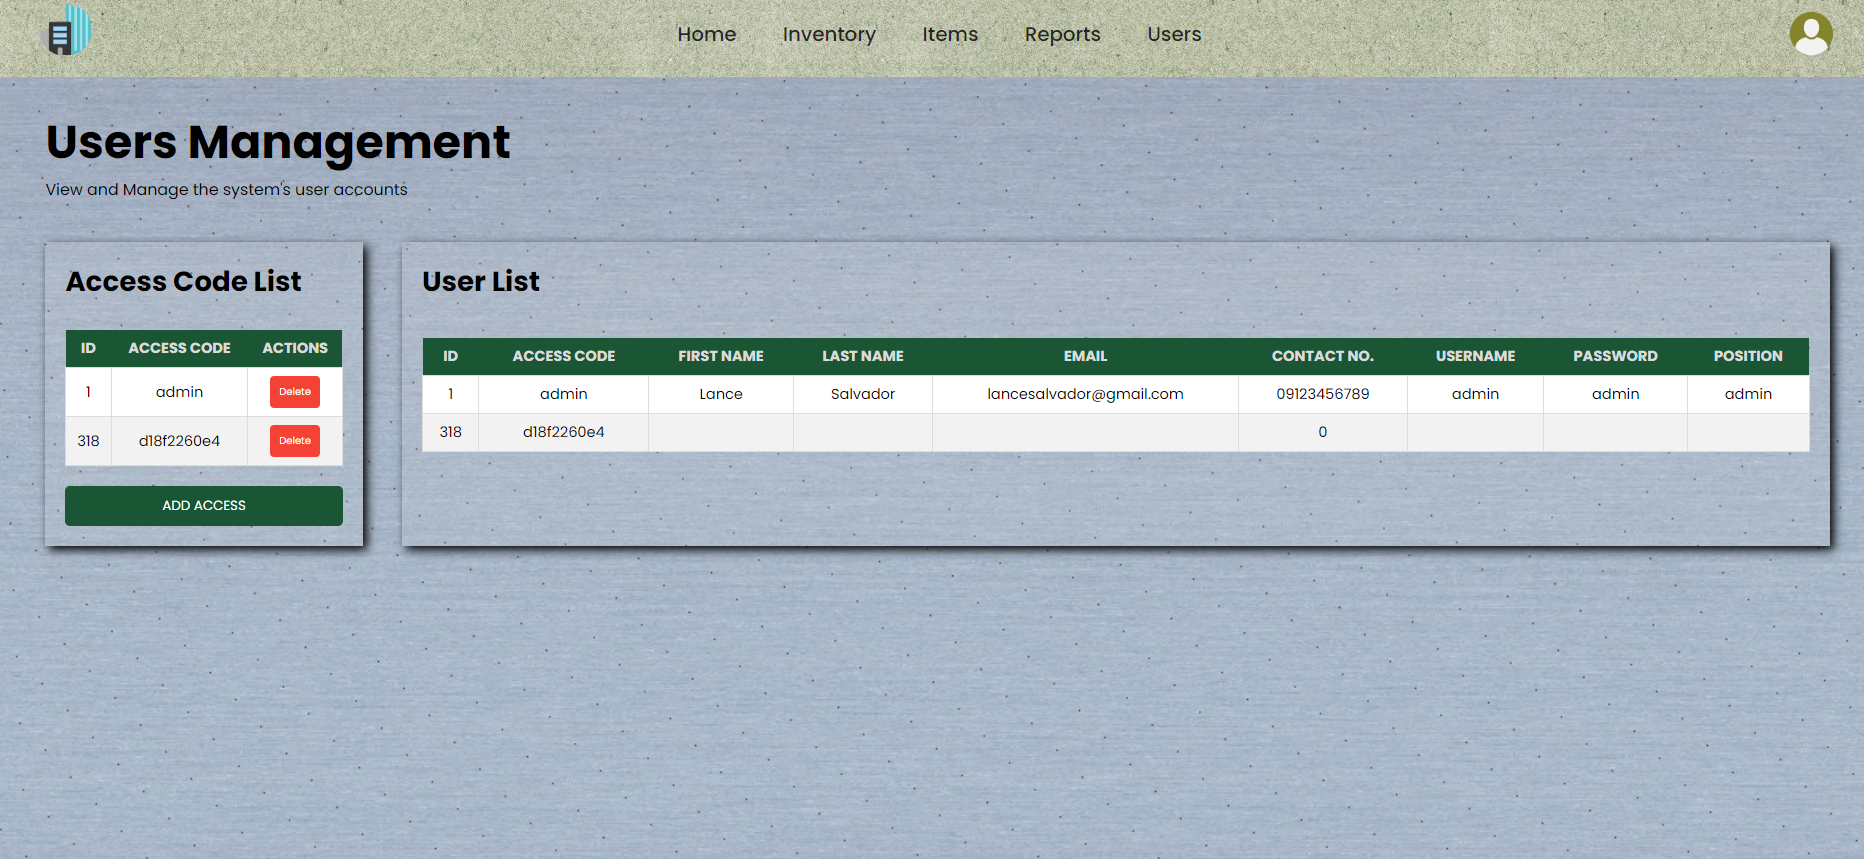 Home Inventory Items Reports Users
Users Management
View and Manage the system's user accounts
Access Code List
ID ACCESS CODE ACTIONS
1 admin Delete
318 d18f2260e4 Delete
ADD ACCESS
User List
ID ACCESS CODE FIRST NAME LAST NAME EMAIL CONTACT NO. USERNAME PASSWORD POSITION
1 admin Lance Salvador lancesalvador@gmail.com 09123456789 admin admin admin
318 d18f2260e4 0